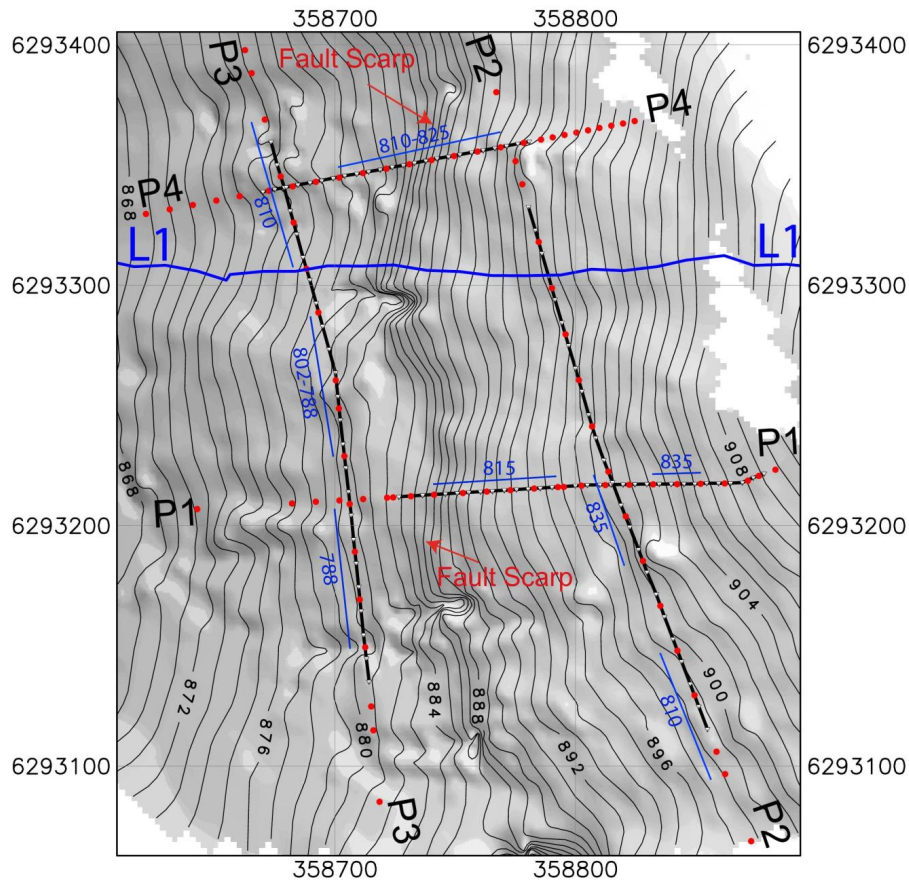 358700 358800
6293400 6293400
P3 Fault Scarp P2
P4
810-825
868 P4 810
L1 L1
6293300 6293300
802-788
P1
908
815 835
868
P1
835
6293200 6293200
788 Fault Scarp
904
872 884 888 900
876 810
880 892 896
6293100 6293100
P3 P2
358700 358800